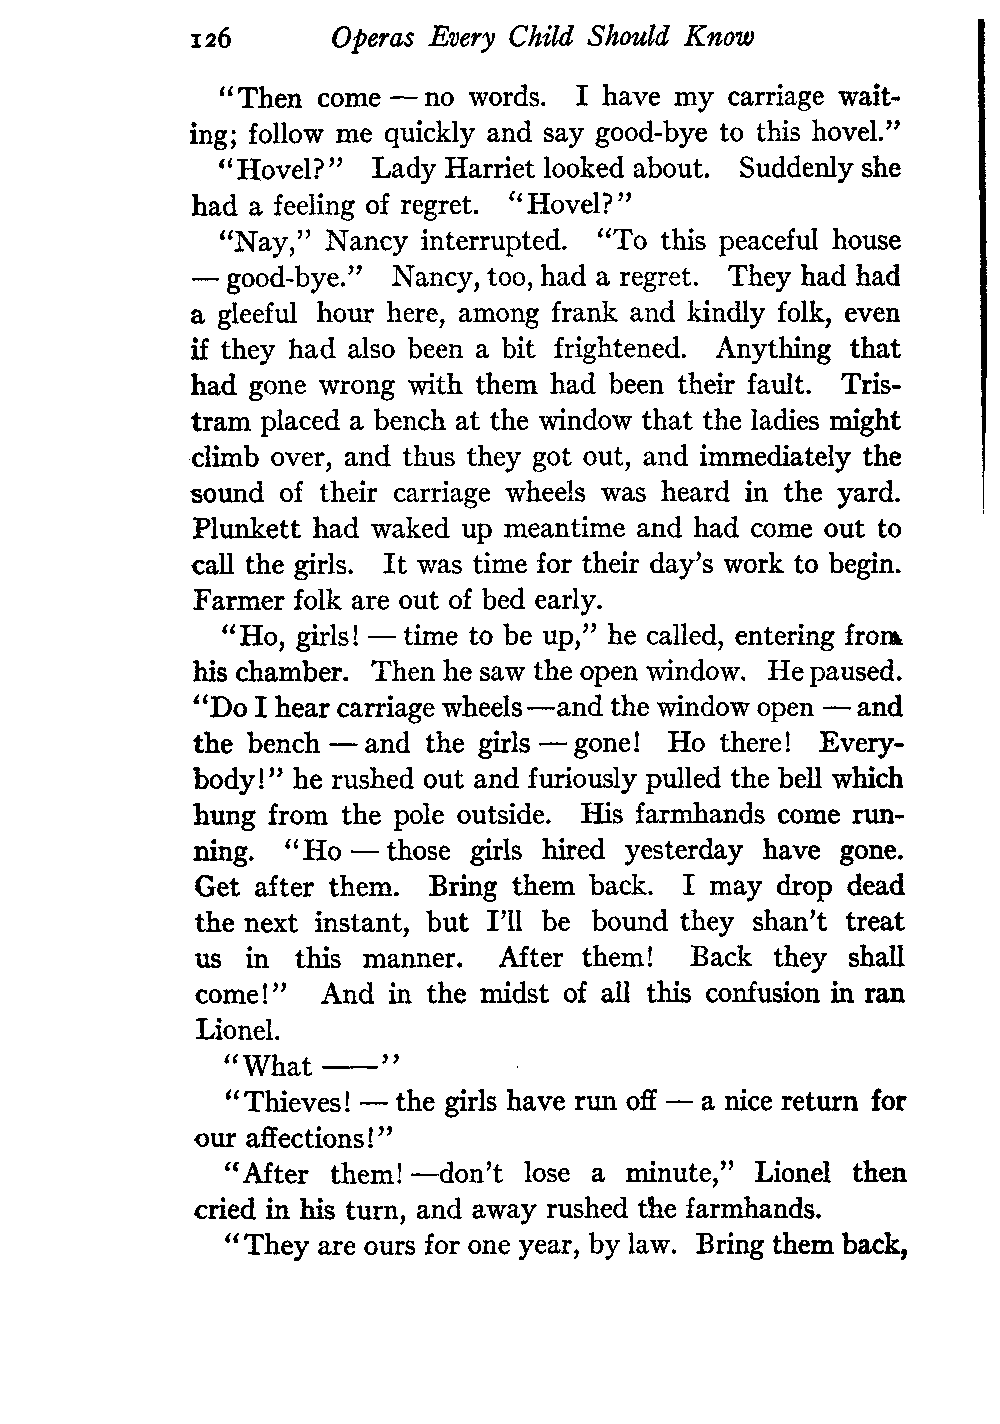 126 Operas Every Child Should Know
"Then come — no words. I have my carriage wait-
ing; follow me quickly and say good-bye to this hovel."
"Hovel?" Lady Harriet looked about. Suddenly she
had a feeling of regret. "Hovel?"
"Nay," Nancy interrupted. "To this peaceful house
— good-bye." Nancy, too, had a regret. They had had
a gleeful hour here, among frank and kindly folk, even
if they had also been a bit frightened. Anything that
had gone wrong with them had been their fault. Tris-
tram placed a bench at the window that the ladies might
climb over, and thus they got out, and immediately the
sound of their carriage wheels was heard in the yard.
Plunkett had waked up meantime and had come out to
call the girls. It was time for their day's work to begin.
Farmer folk are out of bed early.
"Ho, girls! — time to be up," he called, entering from
his chamber. Then he saw the open window. He paused.
"Do I hear carriage wheels—and the window open — and
the bench — and the girls — gone! Ho there! Every-
body!" he rushed out and furiously pulled the bell which
hung from the pole outside. His farmhands come run-
ning. "Ho — those girls hired yesterday have gone.
Get after them. Bring them back. I may drop dead
the next instant, but I'll be bound they shan't treat
us in this manner. After them! Back they shall
come!" And in the midst of all this confusion in ran
Lionel.
"What ——"
"Thieves! — the girls have run off — a nice return for
our affections!"
"After them! —don't lose a minute," Lionel then
cried in his turn, and away rushed the farmhands.
"They are ours for one year, by law. Bring them back,